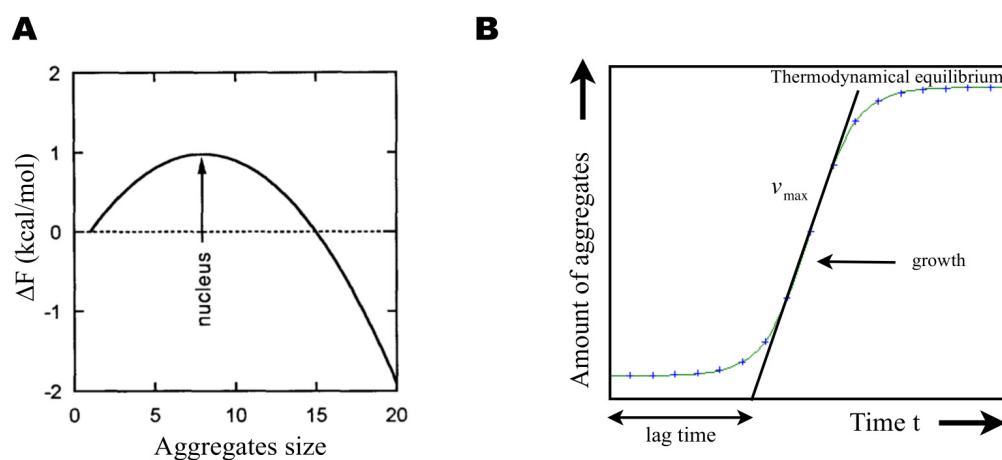 A
2
1
0
-1
-2
ΔF (kcal/mol)
nucleus
0 5 10 15 20
Aggregates size
B
Thermodynamical equilibrium
v max
growth
Amount of aggregates
lag time
Time t